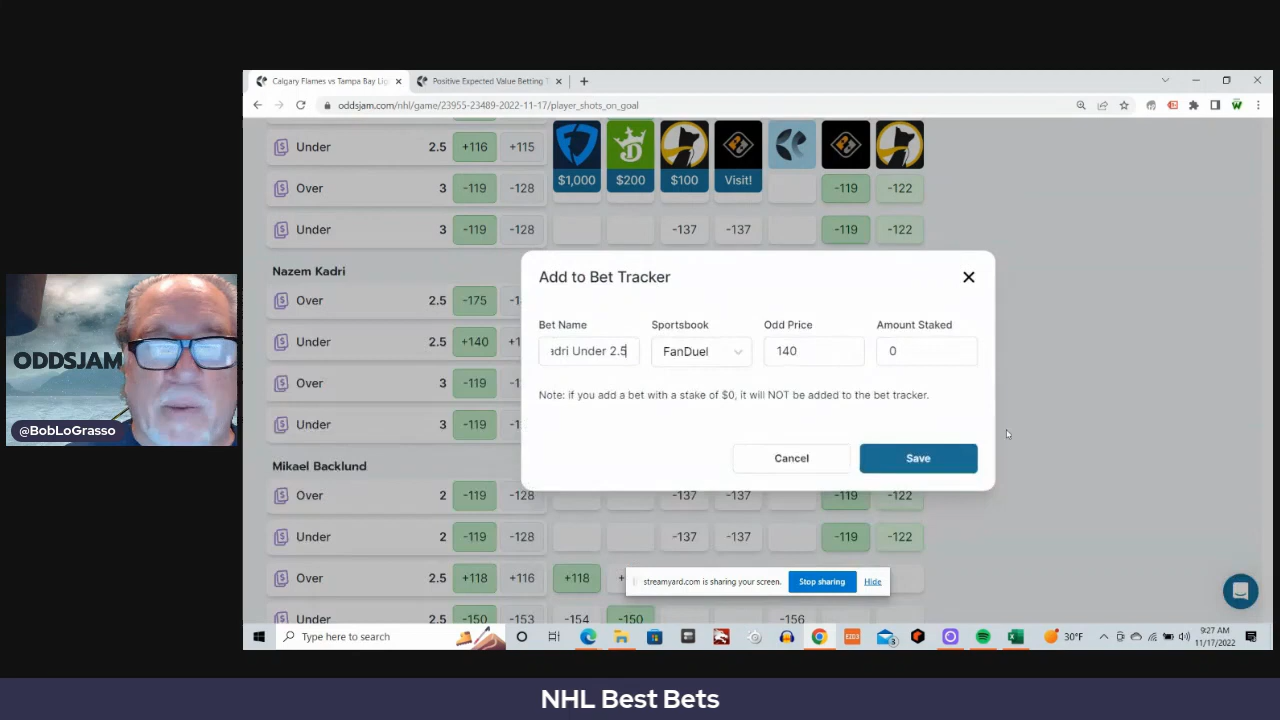 Calgary Flames vs Tampa Bay Lig
Positive Expected Value Betting T
oddsjam.com/nhl/game/23955-23489-2022-11-17/player_shots_on_goal
Under 2.5 +116 +115
$1,000 $200 $100 Visit!
Over 3 -119 -128 -119 -122
Under 3 -119 -128 -137 -137 -119 -122
Nazem Kadri
Over 2.5 -175
Under 2.5 +140
Over 3 -119
Under 3 -119
Add to Bet Tracker
Bet Name Sportsbook Odd Price Amount Staked
adri Under 2.5 FanDuel 140 0
Note: if you add a bet with a stake of $0, it will NOT be added to the bet tracker.
Cancel Save
Mikael Backlund
Over 2 -119 -128 -137 -137 -119 -122
Under 2 -119 -128 -137 -137 -119 -122
Over 2.5 +118 +116 +118
Under 2.5 -150 -153 -154 -150 -156
streamyard.com is sharing your screen. Stop sharing Hide
Type here to search
30°F
9:27 AM
11/17/2022
ODDSJAM
@BobLoGrasso
NHL Best Bets